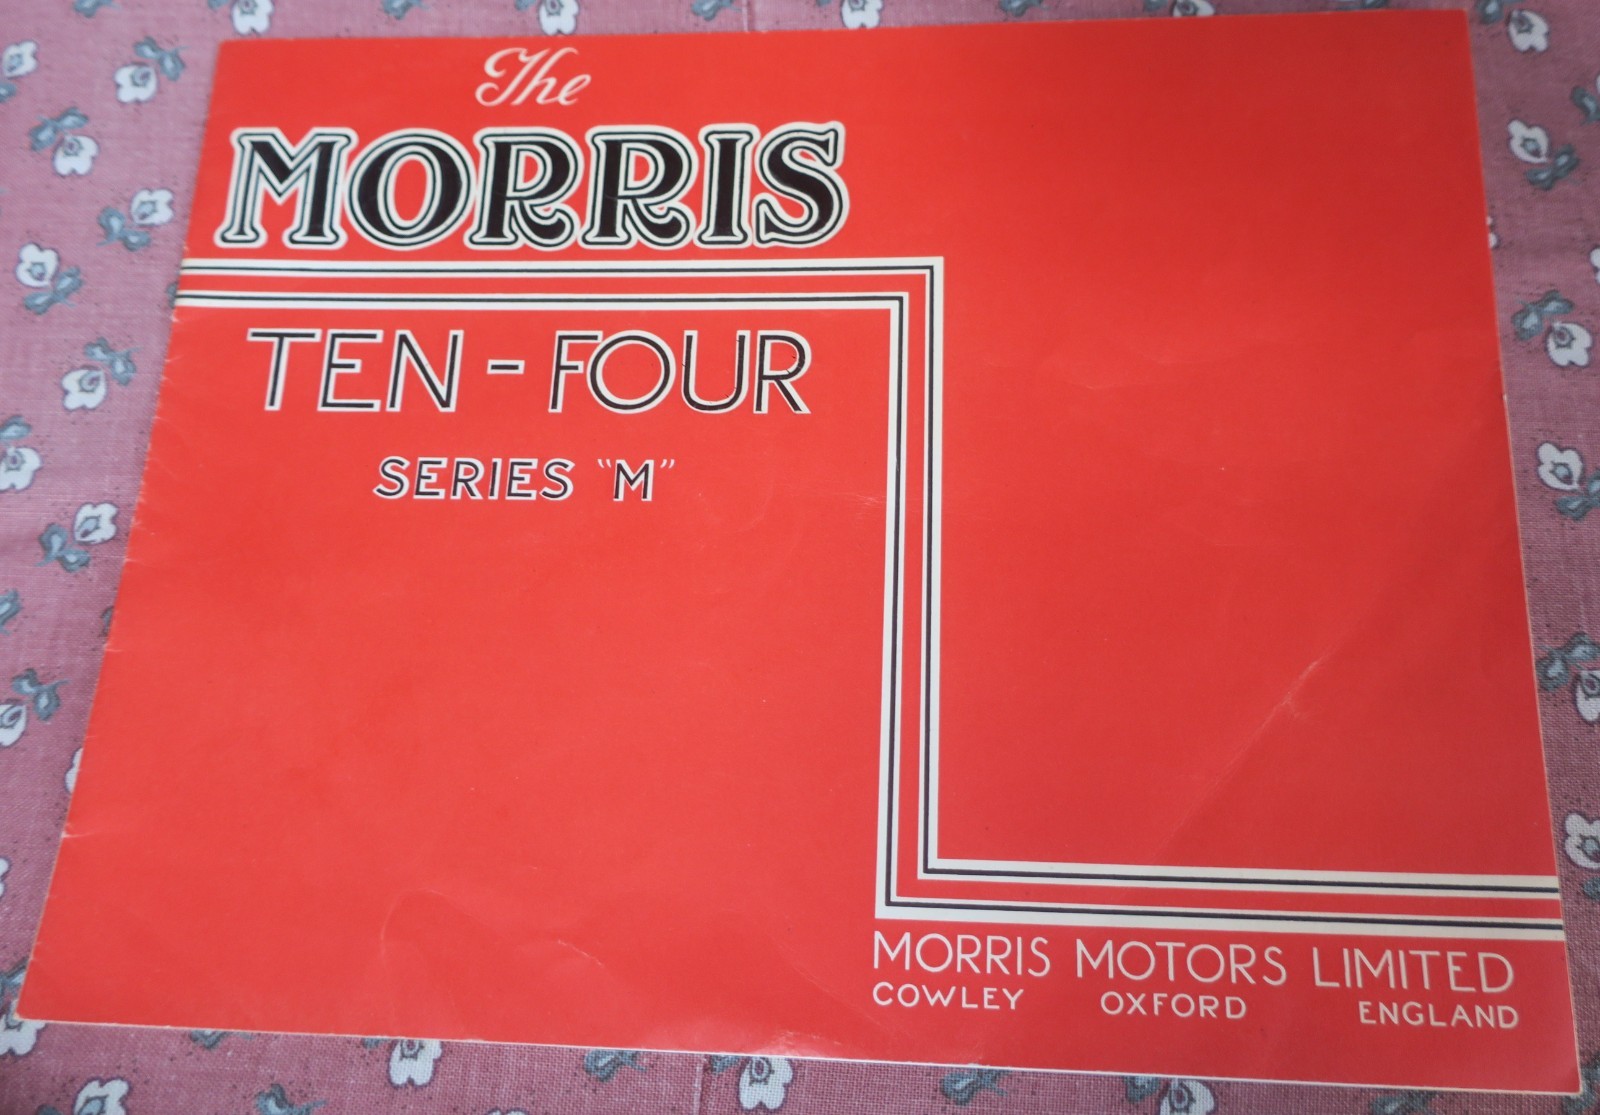 The
MORRIS
TEN-FOUR
SERIES "M"
MORRIS MOTORS LIMITED
COWLEY OXFORD ENGLAND